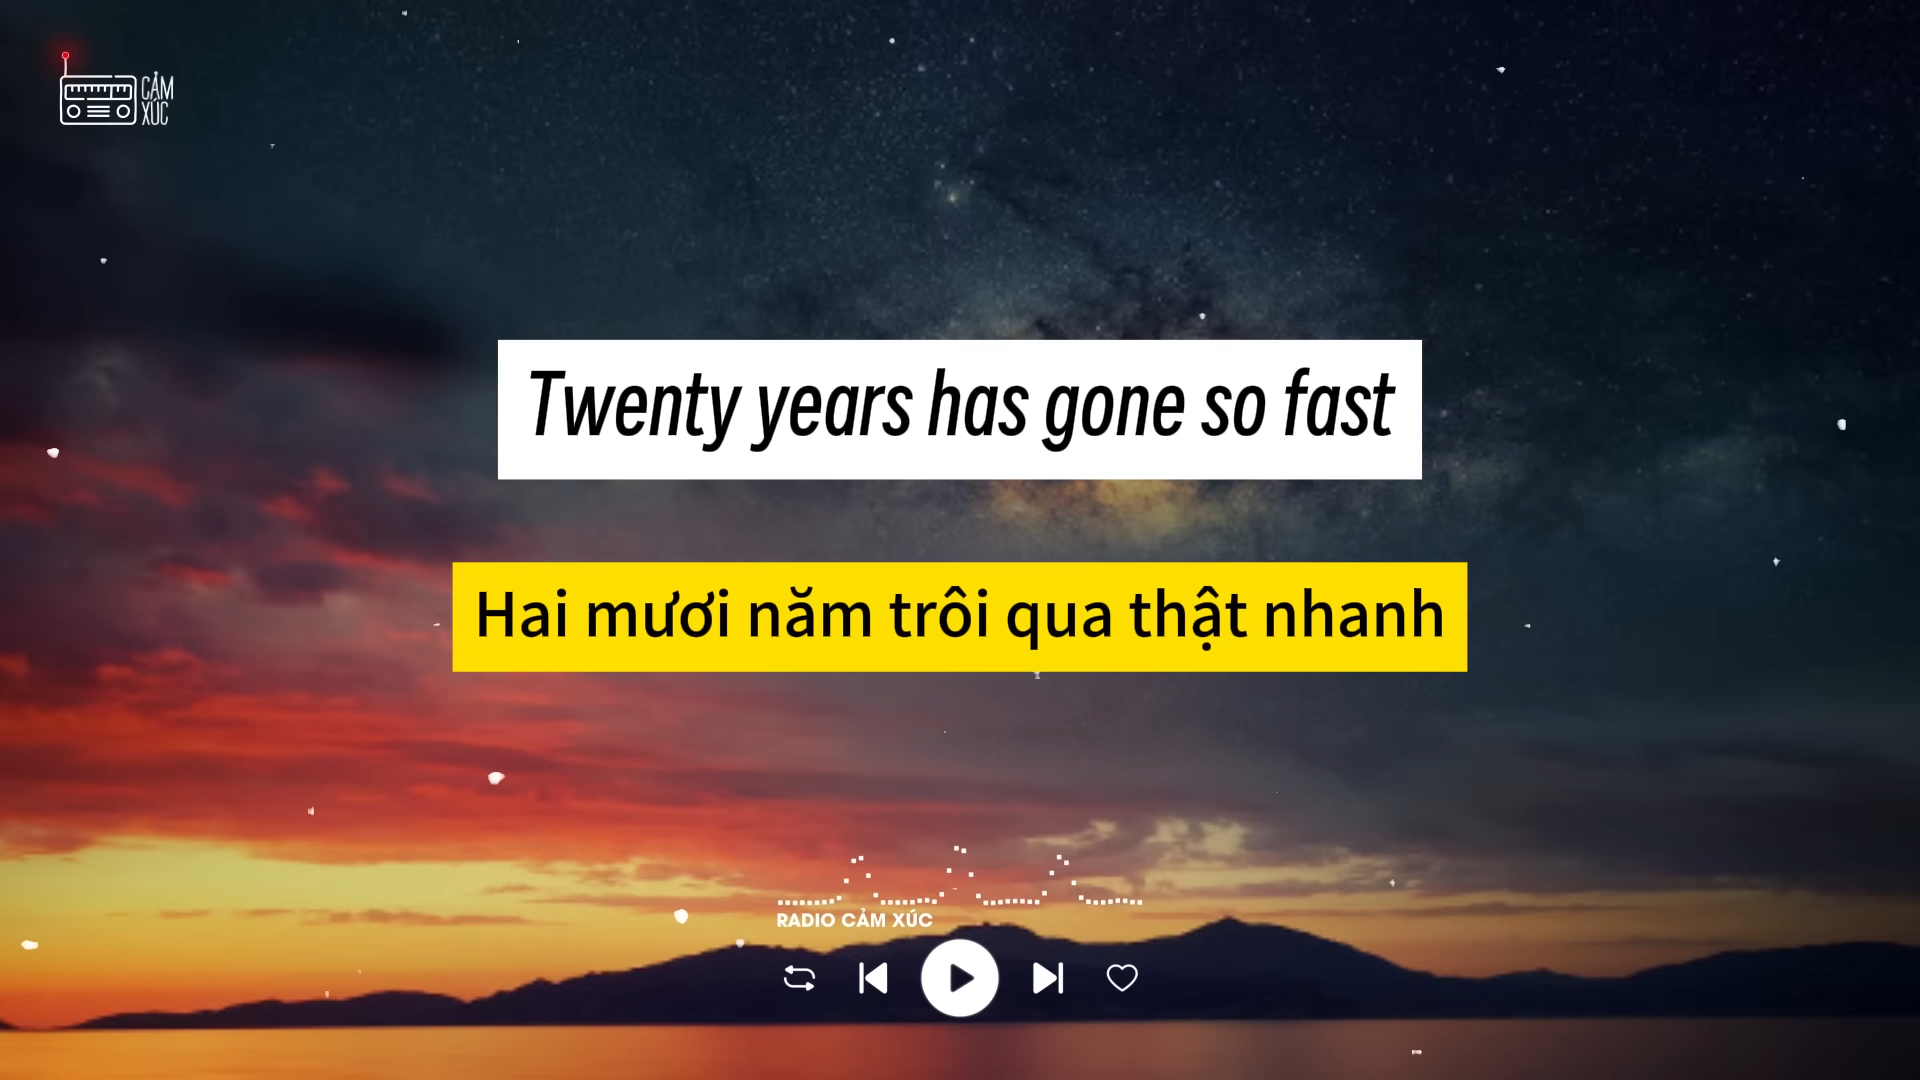 CẢM
XÚC
Twenty years has gone so fast
Hai mươi năm trôi qua thật nhanh
RADIO CẢM XÚC